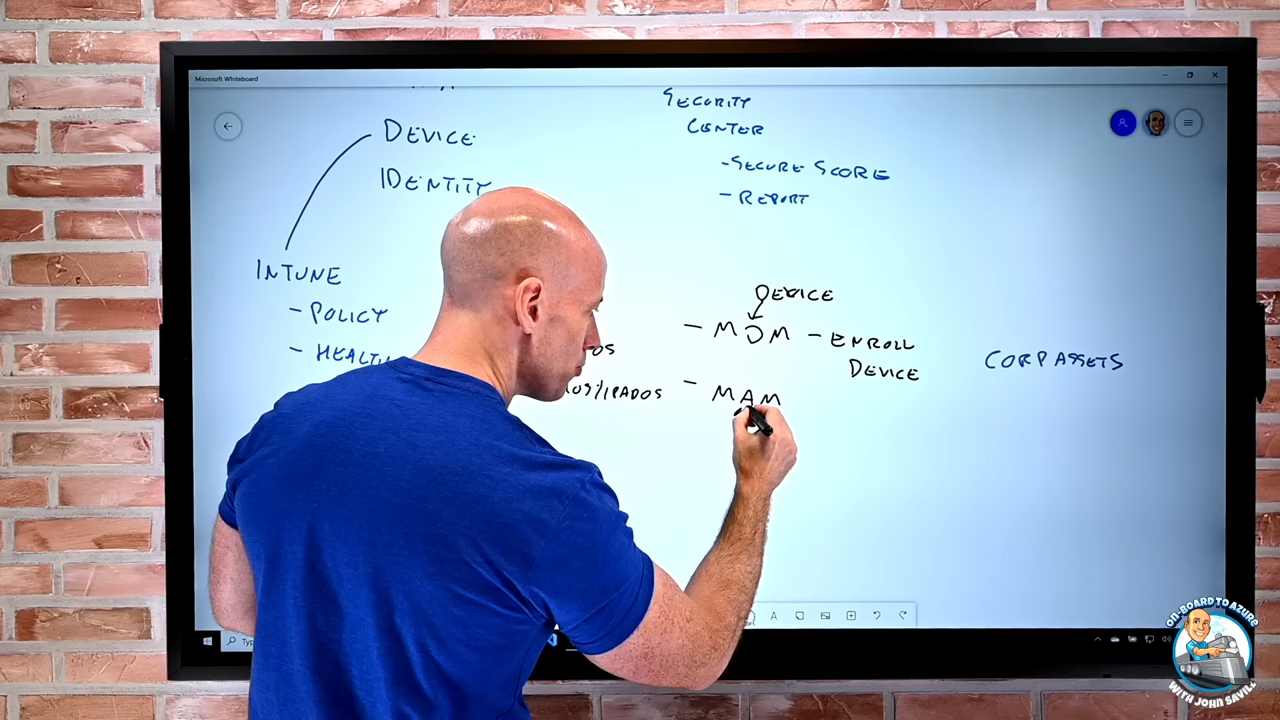 Microsoft Whiteboard
SECURITY
CENTER
-SECURE SCORE
- REPORT
DEVICE
IDENTITY
INTUNE
- POLICY
- HEALTH
DEVICE
- MDM - ENROLL
DEVICE
CORP ASSETS
OS/IPADOS
- MAM
ON-BOARD TO AZURE
WITH JOHN SAVILL